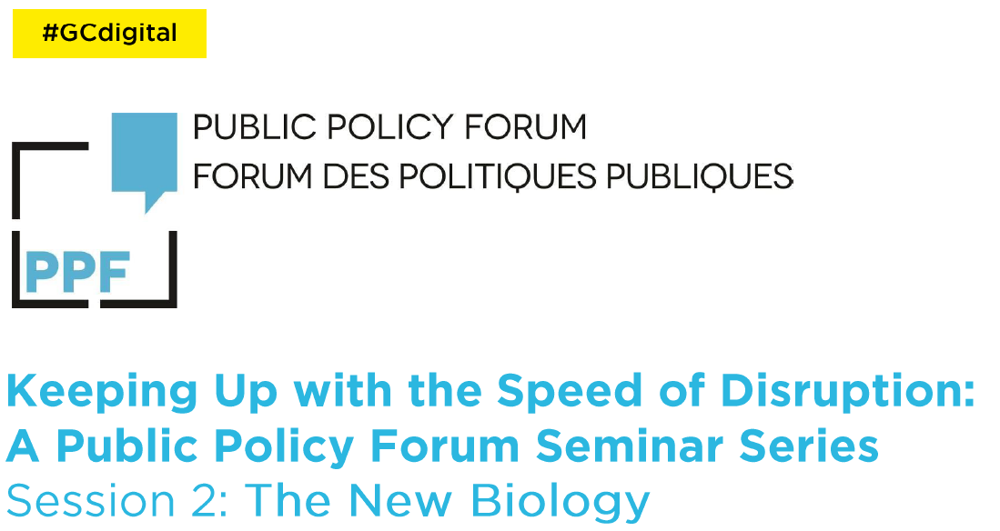 #GCdigital
PUBLIC POLICY FORUM
FORUM DES POLITIQUES PUBLIQUES
PPF
Keeping Up with the Speed of Disruption:
A Public Policy Forum Seminar Series
Session 2: The New Biology